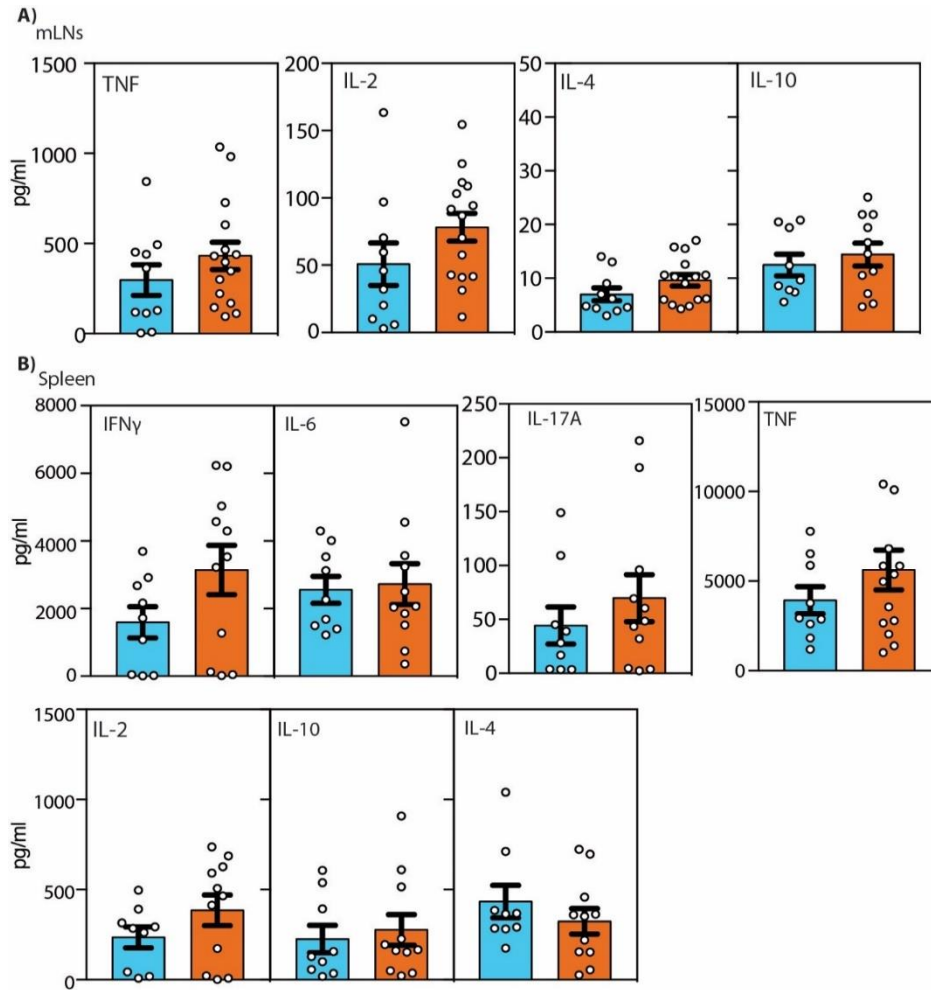 A)
mLNs
TNF
IL-2
IL-4
IL-10
1500
1000
500
0
pg/ml
200
150
100
50
0
50
40
30
20
10
0
B)
Spleen
IFNγ
IL-6
IL-17A
TNF
8000
6000
4000
2000
0
pg/ml
250
200
150
100
50
0
15000
10000
5000
0
IL-2
IL-10
IL-4
1500
1000
500
0
pg/ml